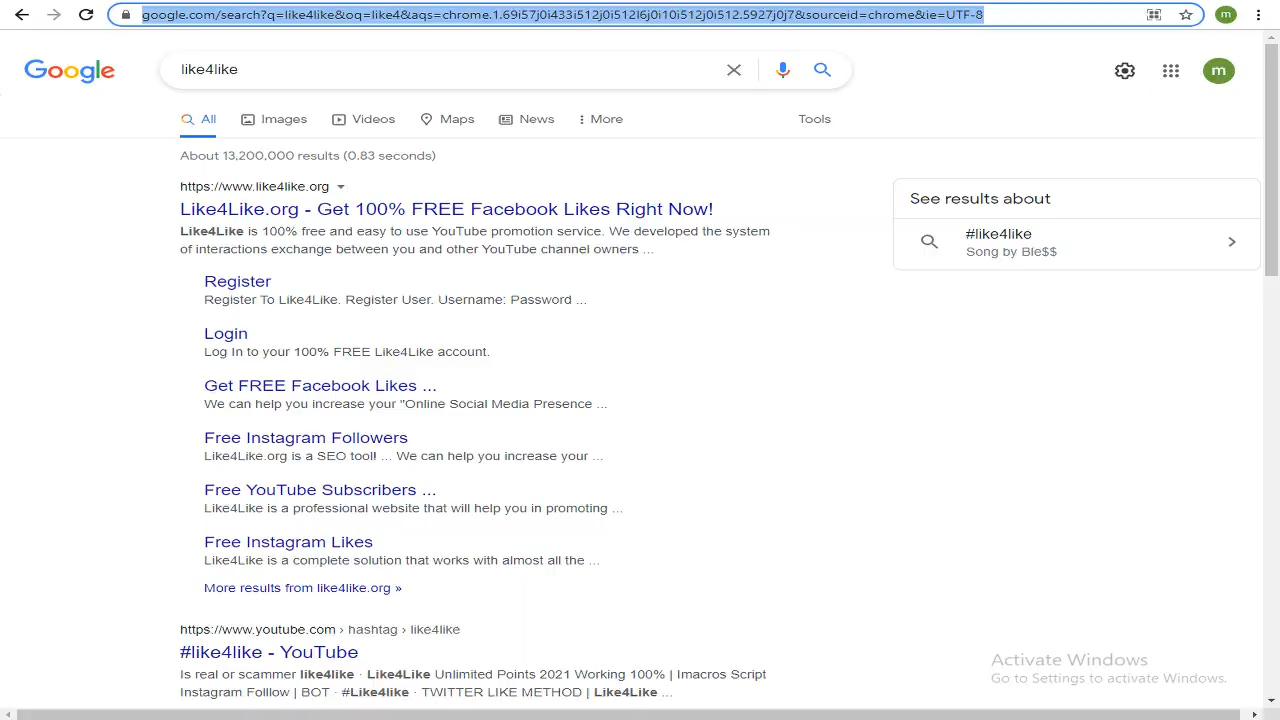 google.com/search?q=like4like&oq=like4&aqs=chrome.1.69i57j0i433i512j0i512l6j0i10i512j0i512.5927j0j7&sourceid=chrome&ie=UTF-8
m
Google
like4like
m
All
Images
Videos
Maps
News
More
Tools
About 13,200,000 results (0.83 seconds)
https://www.like4like.org
Like4Like.org - Get 100% FREE Facebook Likes Right Now!
Like4Like is 100% free and easy to use YouTube promotion service. We developed the system
of interactions exchange between you and other YouTube channel owners ...
Register
Register To Like4Like. Register User. Username: Password ...
Login
Log In to your 100% FREE Like4Like account.
Get FREE Facebook Likes ...
We can help you increase your "Online Social Media Presence ...
Free Instagram Followers
Like4Like.org is a SEO tool! ... We can help you increase your ...
Free YouTube Subscribers ...
Like4Like is a professional website that will help you in promoting ...
Free Instagram Likes
Like4Like is a complete solution that works with almost all the ...
More results from like4like.org »
https://www.youtube.com › hashtag › like4like
#like4like - YouTube
Is real or scammer like4like · Like4Like Unlimited Points 2021 Working 100% | Imacros Script
Instagram Folllow | BOT · #Like4like · TWITTER LIKE METHOD | Like4Like ...
See results about
#like4like
Song by Ble$$
Activate Windows
Go to Settings to activate Windows.